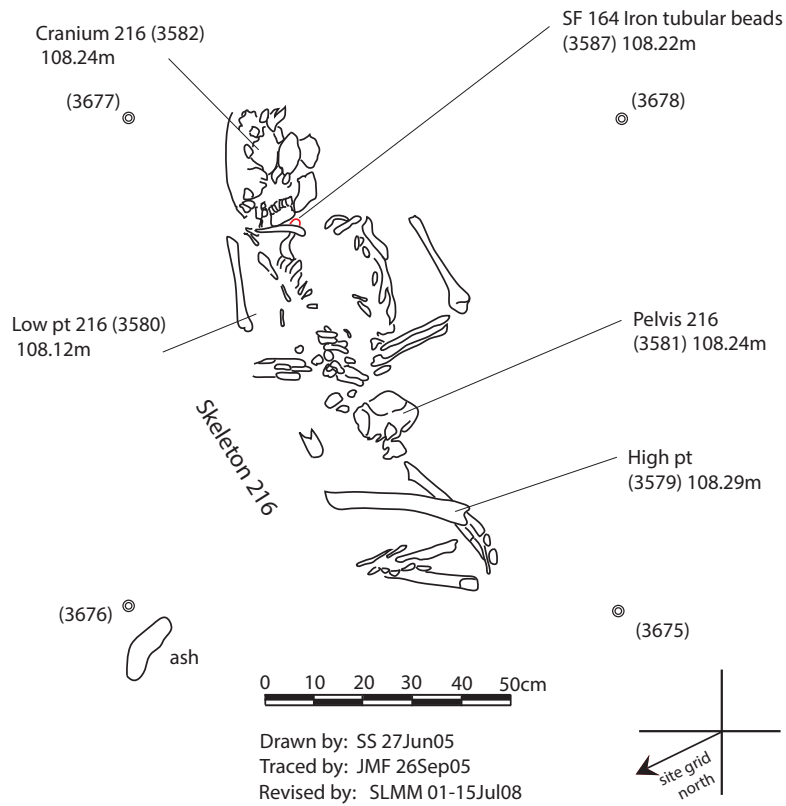 Cranium 216 (3582)
108.24m
SF 164 Iron tubular beads
(3587) 108.22m
(3677)
(3678)
Low pt 216 (3580)
108.12m
Pelvis 216
(3581) 108.24m
Skeleton 216
High pt
(3579) 108.29m
(3676)
(3675)
ash
0 10 20 30 40 50cm
Drawn by: SS 27Jun05
Traced by: JMF 26Sep05
Revised by: SLMM 01-15Jul08
site grid
north